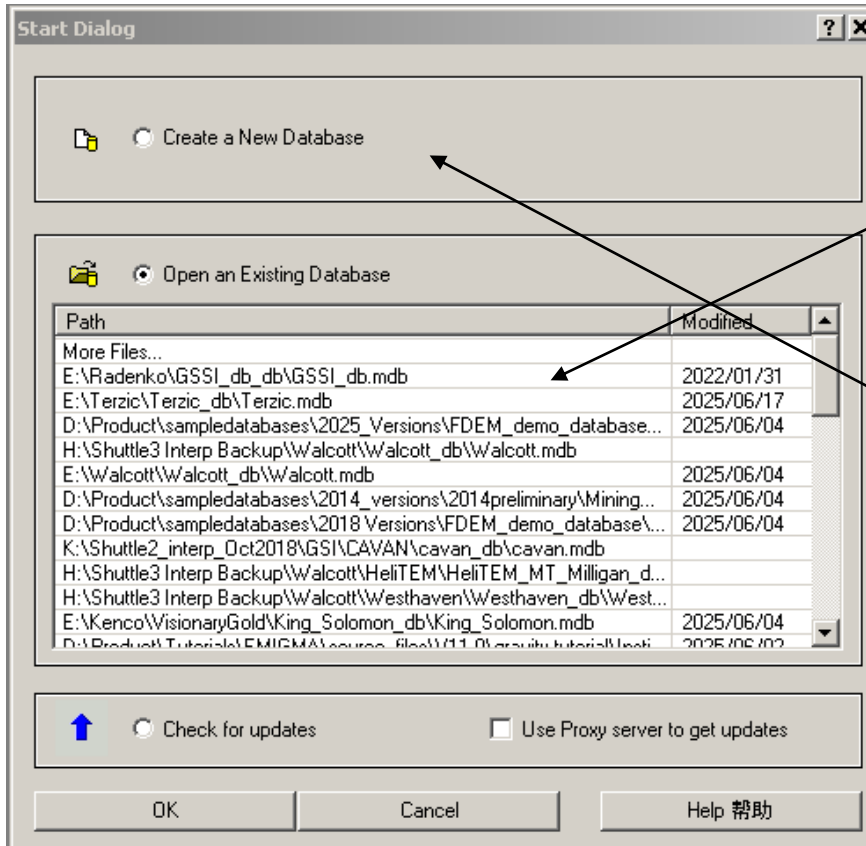 Start Dialog
Create a New Database
Open an Existing Database
Path Modified
More Files...
E:\Radenko\GSSI_db_db\GSSI_db.mdb 2022/01/31
E:\Terzic\Terzic_db\Terzic.mdb 2025/06/17
D:\Product\sampledatabases\2025_Versions\FDEM_demo_database... 2025/06/04
H:\Shuttle3 Interp Backup\Walcott\Walcott_db\Walcott.mdb
E:\Walcott\Walcott_db\Walcott.mdb 2025/06/04
D:\Product\sampledatabases\2014_versions\2014preliminary\Mining... 2025/06/04
D:\Product\sampledatabases\2018 Versions\FDEM_demo_database\... 2025/06/04
K:\Shuttle2_interp_Oct2018\GSI\CAVAN\cavan_db\cavan.mdb
H:\Shuttle3 Interp Backup\Walcott\HeliTEM\HeliTEM_MT_Milligan_d...
H:\Shuttle3 Interp Backup\Walcott\Westhaven\Westhaven_db\West...
E:\Kenco\VisionaryGold\King_Solomon_db\King_Solomon.mdb 2025/06/04
Check for updates Use Proxy server to get updates
OK Cancel Help 帮助